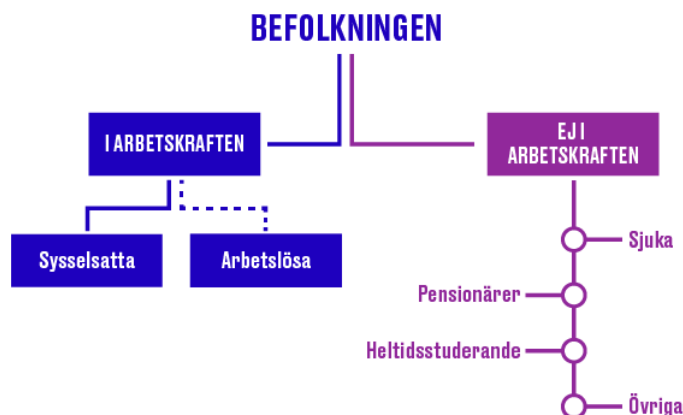 BEFOLKNINGEN
I ARBETSKRAFTEN
EJ I
ARBETSKRAFTEN
Sysselsatta
Arbetslösa
Sjuka
Pensionärer
Heltidsstuderande
Övriga